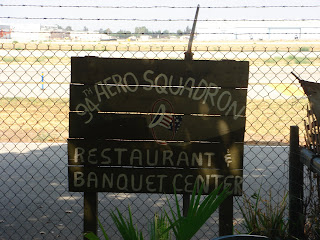 94TH AERO SQUADRON
RESTAURANT &
BANQUET CENTER